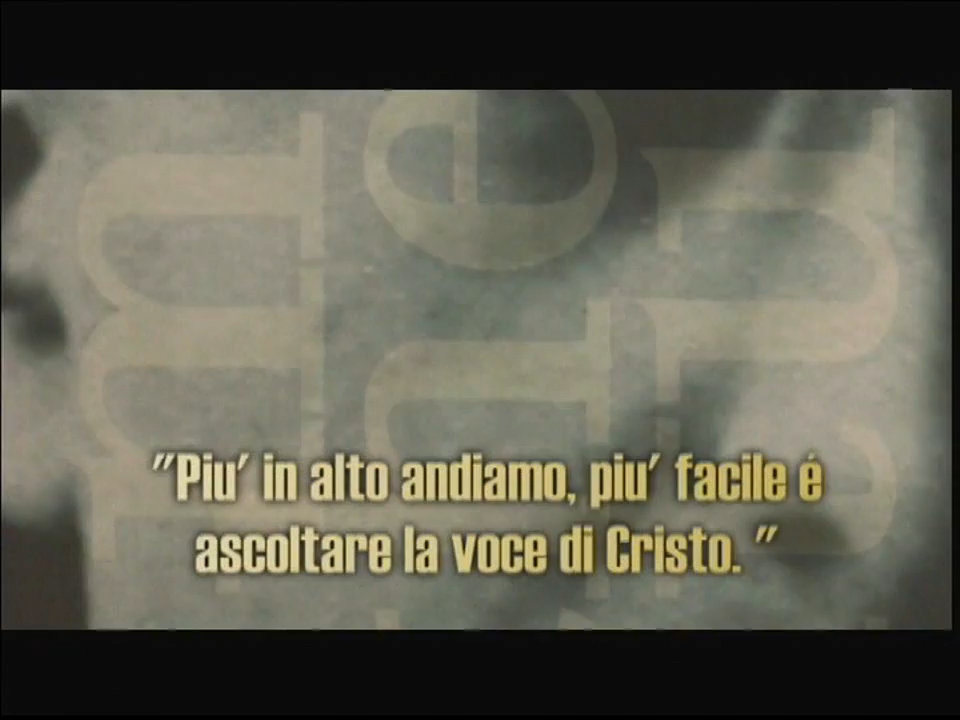 "Piu' in alto andiamo, piu' facile é
ascoltare la voce di Cristo. "